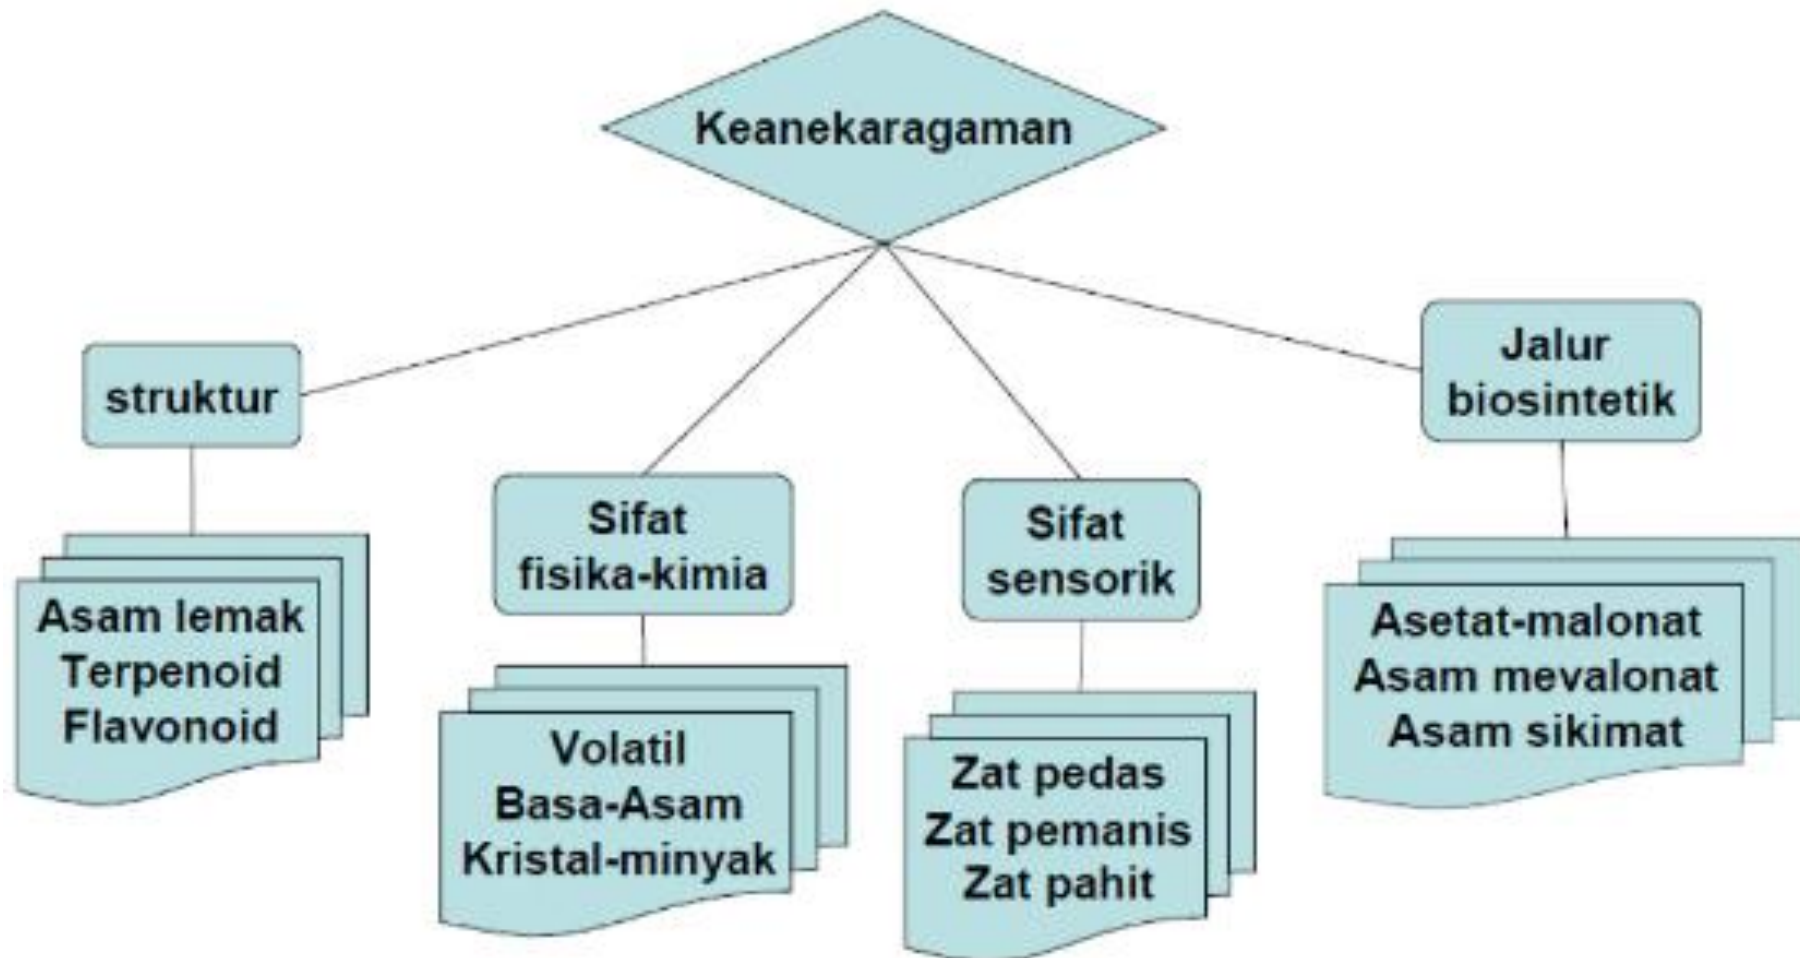 Keanekaragaman
struktur
Asam lemak
Terpenoid
Flavonoid
Sifat
fisika-kimia
Volatil
Basa-Asam
Kristal-minyak
Sifat
sensorik
Zat pedas
Zat pemanis
Zat pahit
Jalur
biosintetik
Asetat-malonat
Asam mevalonat
Asam sikimat